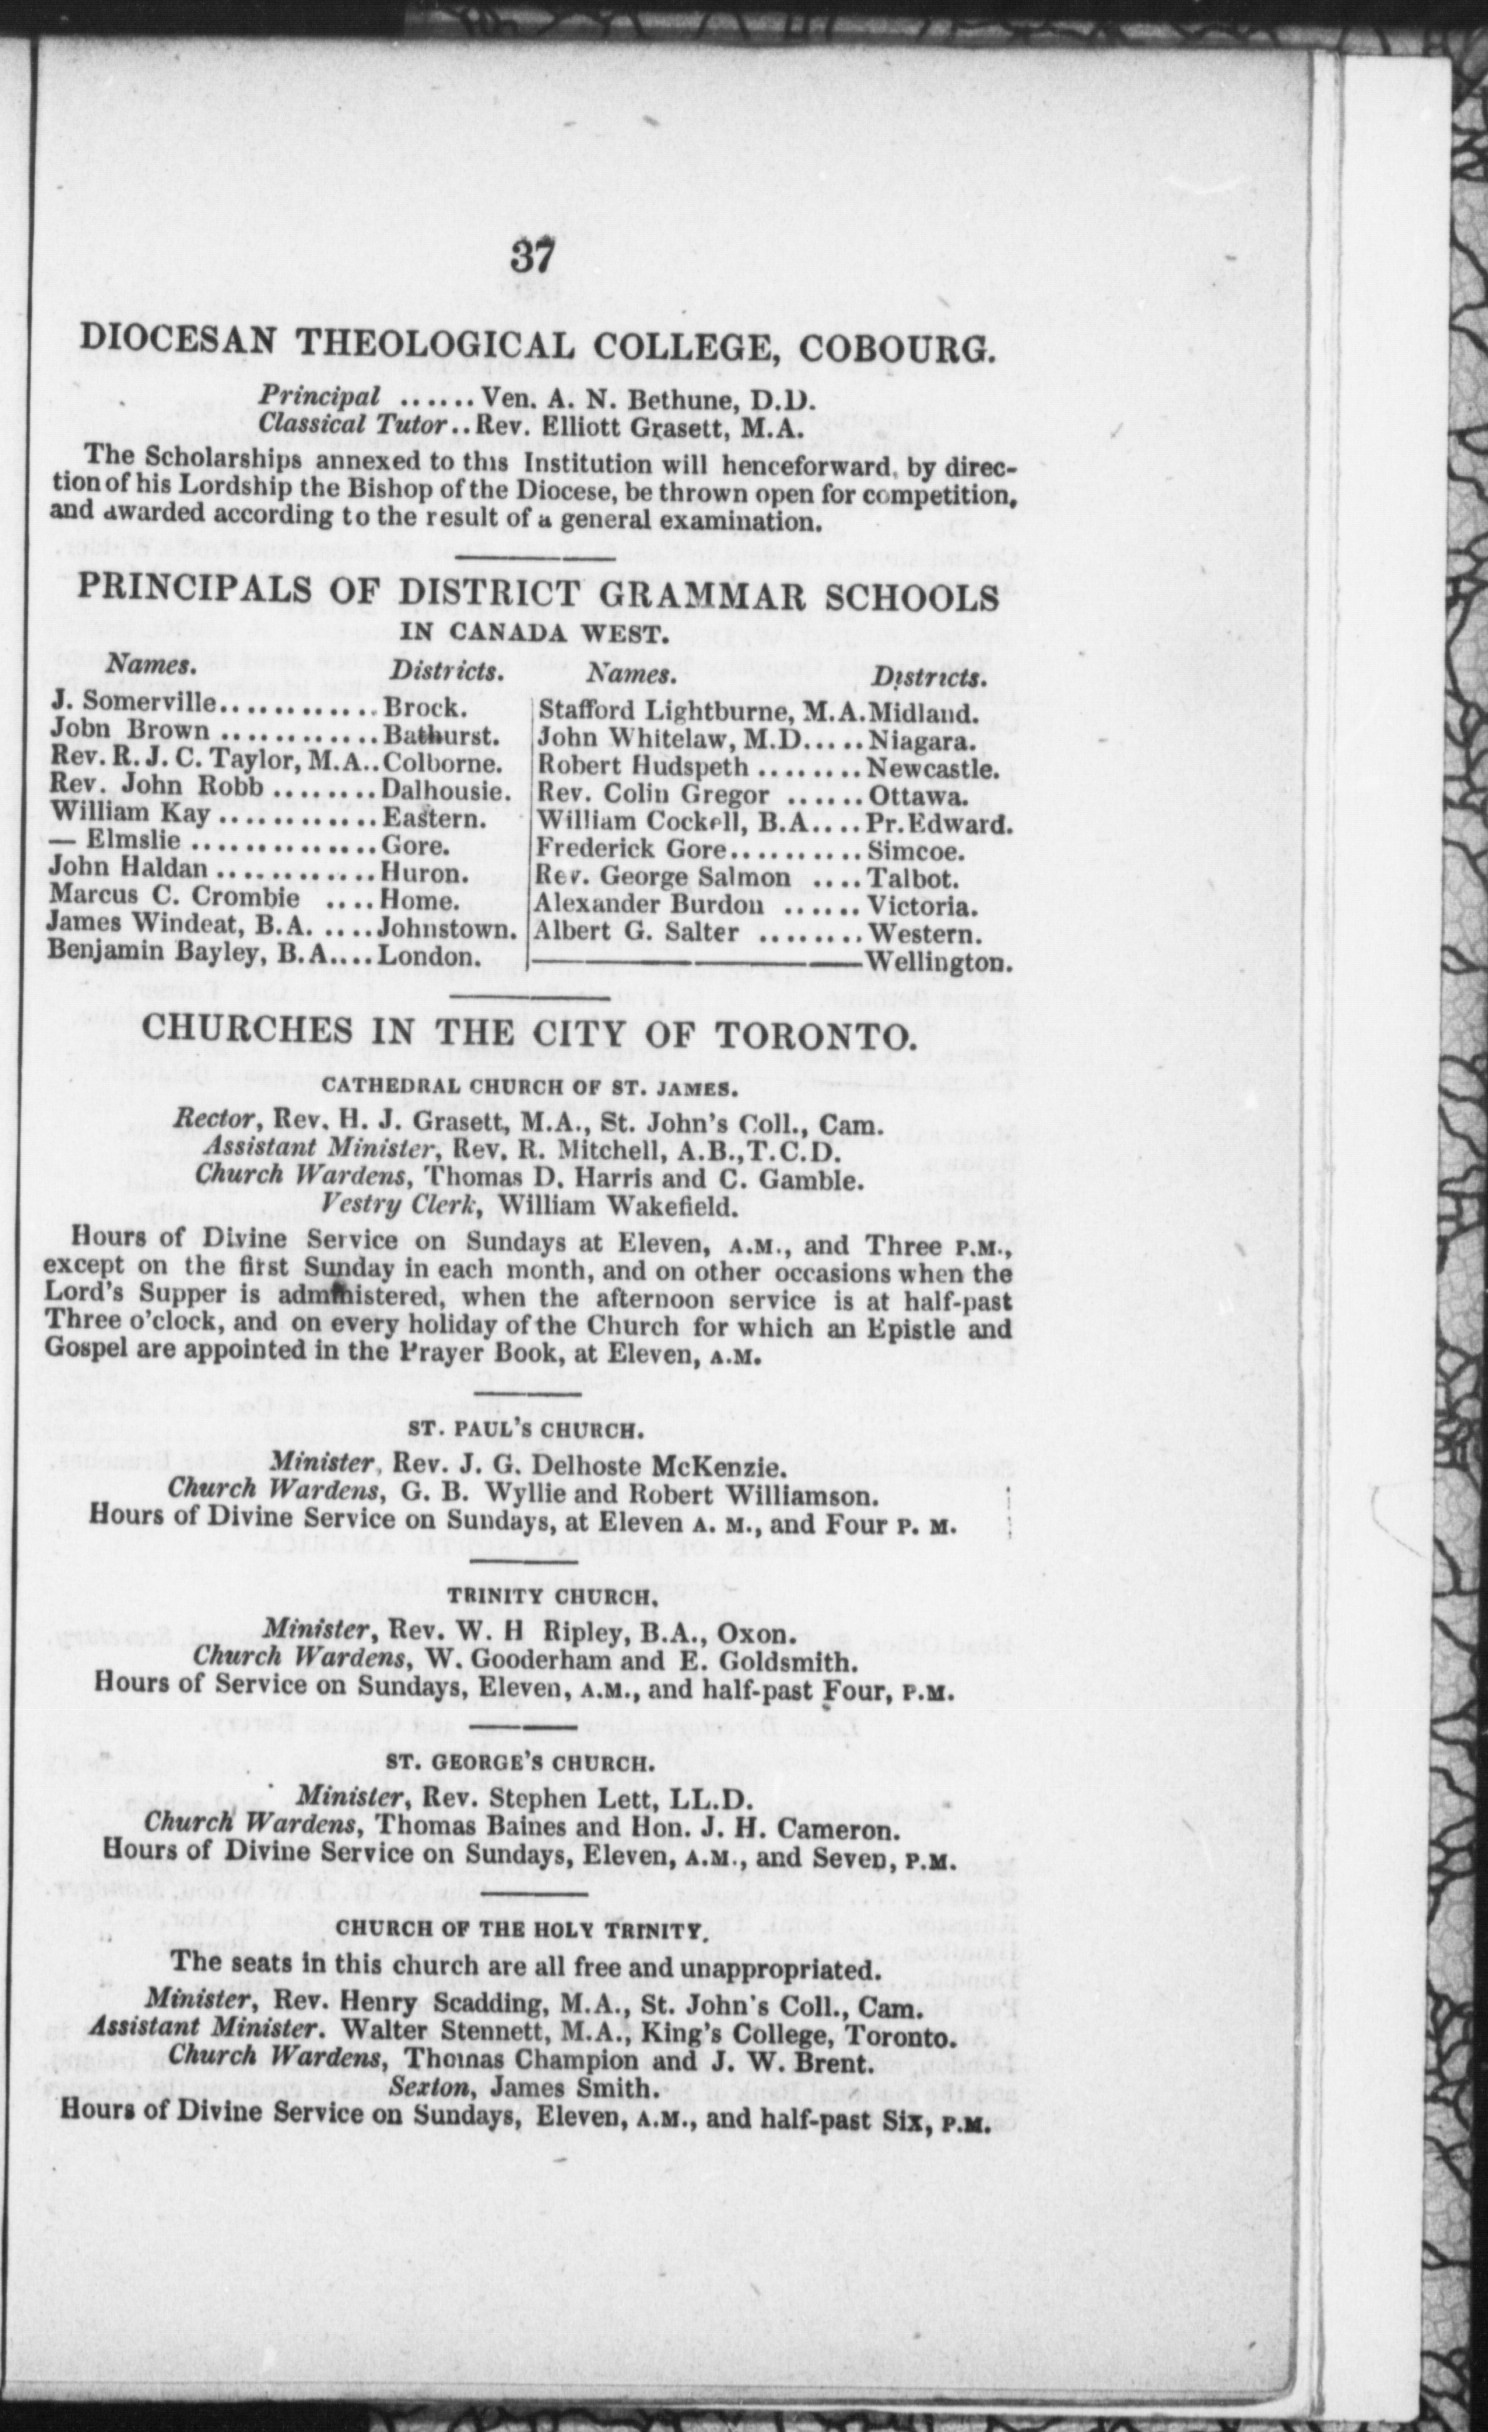 37
DIOCESAN THEOLOGICAL COLLEGE, COBOURG.
Principal ...... Ven. A. N. Bethune, D.D.
Classical Tutor .. Rev. Elliott Grasett, M.A.
The Scholarships annexed to this Institution will henceforward, by direc-
tion of his Lordship the Bishop of the Diocese, be thrown open for competition,
and awarded according to the result of a general examination.
PRINCIPALS OF DISTRICT GRAMMAR SCHOOLS
IN CANADA WEST.
Names. Districts.
J. Somerville............ Brock.
John Brown ............ Bathurst.
Rev. R. J. C. Taylor, M.A.. Colborne.
Rev. John Robb ........ Dalhousie.
William Kay ............ Eastern.
— Elmslie .............. Gore.
John Haldan ............ Huron.
Marcus C. Crombie .... Home.
James Windeat, B.A. .... Johnstown.
Benjamin Bayley, B.A.... London.
Names. Districts.
Stafford Lightburne, M.A. Midland.
John Whitelaw, M.D..... Niagara.
Robert Hudspeth ........ Newcastle.
Rev. Colin Gregor ...... Ottawa.
William Cockell, B.A.... Pr. Edward.
Frederick Gore.......... Simcoe.
Rev. George Salmon .... Talbot.
Alexander Burdon ...... Victoria.
Albert G. Salter ........ Western.
——————— Wellington.
CHURCHES IN THE CITY OF TORONTO.
CATHEDRAL CHURCH OF ST. JAMES.
Rector, Rev. H. J. Grasett, M.A., St. John's Coll., Cam.
Assistant Minister, Rev. R. Mitchell, A.B., T.C.D.
Church Wardens, Thomas D. Harris and C. Gamble.
Vestry Clerk, William Wakefield.
Hours of Divine Service on Sundays at Eleven, A.M., and Three P.M.,
except on the first Sunday in each month, and on other occasions when the
Lord's Supper is administered, when the afternoon service is at half-past
Three o'clock, and on every holiday of the Church for which an Epistle and
Gospel are appointed in the Prayer Book, at Eleven, A.M.
ST. PAUL'S CHURCH.
Minister, Rev. J. G. Delhoste McKenzie.
Church Wardens, G. B. Wyllie and Robert Williamson.
Hours of Divine Service on Sundays, at Eleven A. M., and Four P. M.
TRINITY CHURCH.
Minister, Rev. W. H Ripley, B.A., Oxon.
Church Wardens, W. Gooderham and E. Goldsmith.
Hours of Service on Sundays, Eleven, A.M., and half-past Four, P.M.
ST. GEORGE'S CHURCH.
Minister, Rev. Stephen Lett, LL.D.
Church Wardens, Thomas Baines and Hon. J. H. Cameron.
Hours of Divine Service on Sundays, Eleven, A.M., and Seven, P.M.
CHURCH OF THE HOLY TRINITY.
The seats in this church are all free and unappropriated.
Minister, Rev. Henry Scadding, M.A., St. John's Coll., Cam.
Assistant Minister. Walter Stennett, M.A., King's College, Toronto.
Church Wardens, Thomas Champion and J. W. Brent.
Sexton, James Smith.
Hours of Divine Service on Sundays, Eleven, A.M., and half-past Six, P.M.